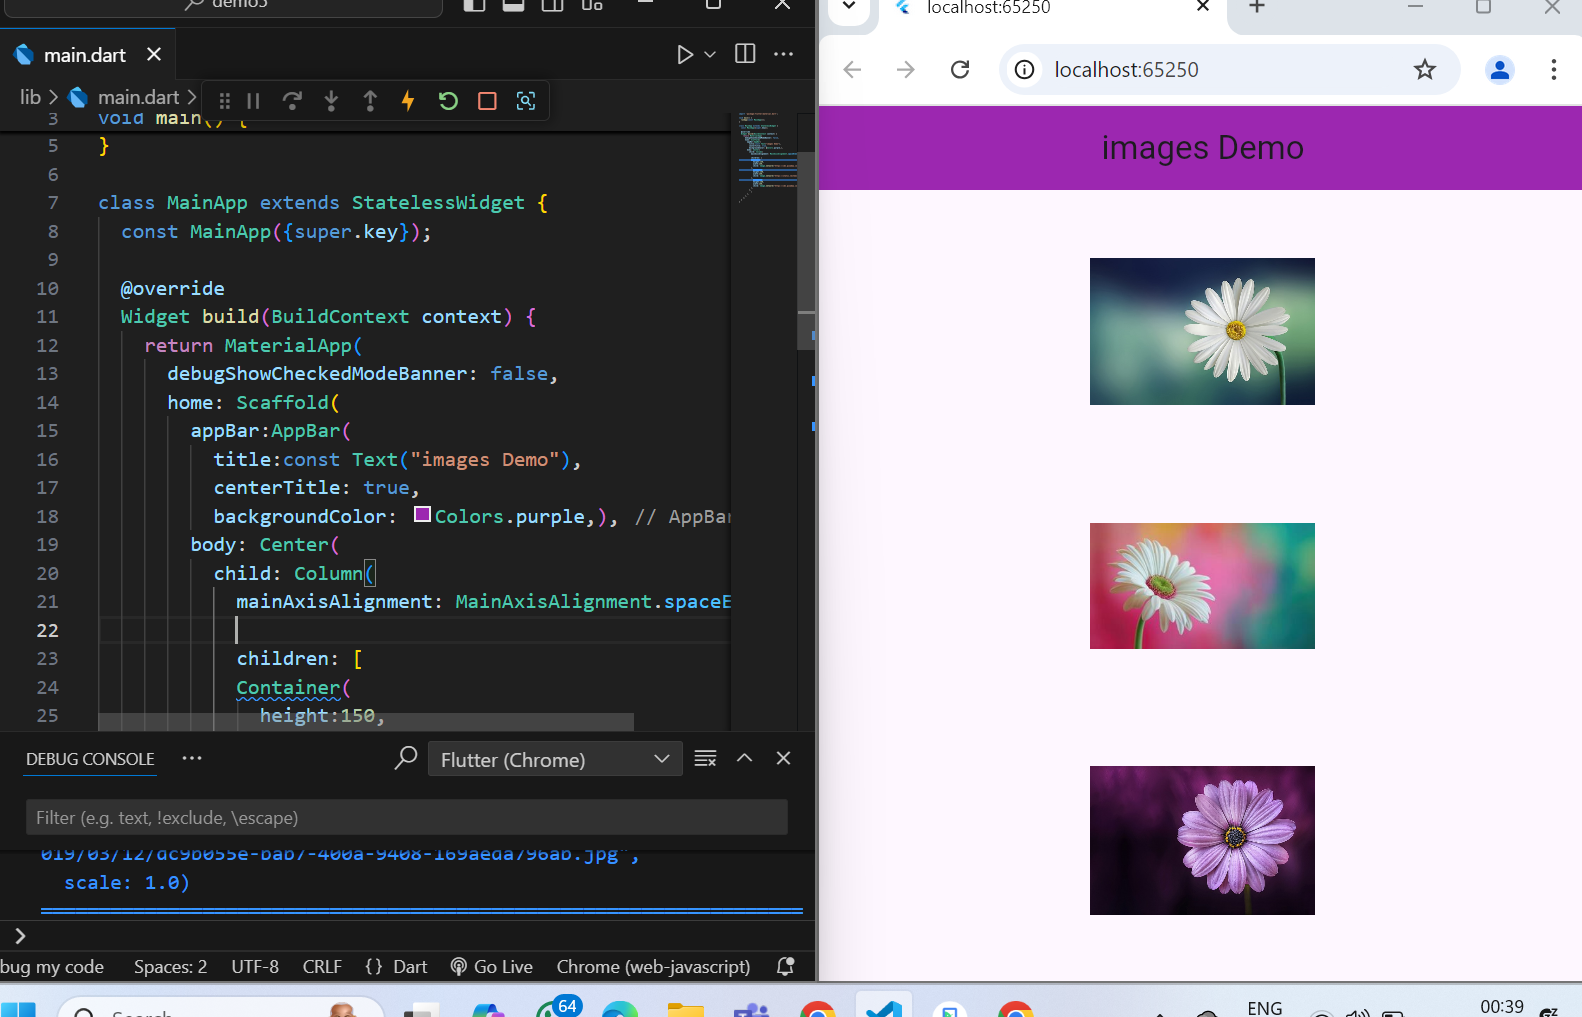 demo5
main.dart
lib > main.dart >
3 void main() {
5 }
6
7 class MainApp extends StatelessWidget {
8 const MainApp({super.key});
9
10 @override
11 Widget build(BuildContext context) {
12 return MaterialApp(
13 debugShowCheckedModeBanner: false,
14 home: Scaffold(
15 appBar:AppBar(
16 title:const Text("images Demo"),
17 centerTitle: true,
18 backgroundColor: Colors.purple,), // AppBar
19 body: Center(
20 child: Column(
21 mainAxisAlignment: MainAxisAlignment.spaceE
22
23 children: [
24 Container(
25 height:150,
DEBUG CONSOLE
Flutter (Chrome)
Filter (e.g. text, !exclude, \escape)
019/03/12/dc9b055e-bab7-400a-9408-169aeda796ab.jpg",
scale: 1.0)
bug my code Spaces: 2 UTF-8 CRLF {} Dart Go Live Chrome (web-javascript)
localhost:65250
localhost:65250
images Demo
Search
64
ENG
00:39